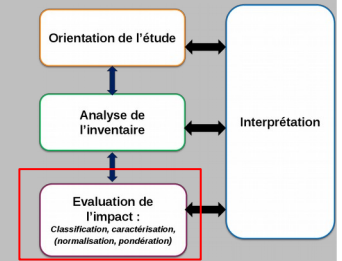 Orientation de l'étude
Analyse de
l'inventaire
Interprétation
Evaluation de
l'impact :
Classification, caractérisation,
(normalisation, pondération)